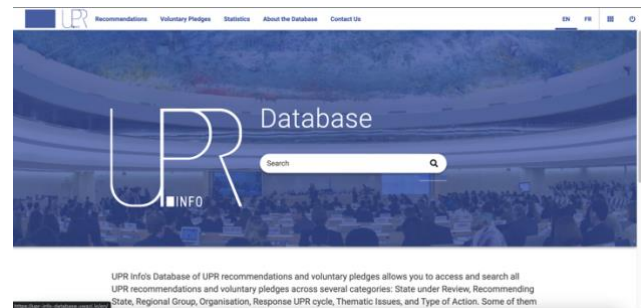 UPR Recommendations Voluntary Pledges Statistics About the Database Contact Us EN FR
Database
Search
UPR
INFO
UPR Info's Database of UPR recommendations and voluntary pledges allows you to access and search all
UPR recommendations and voluntary pledges across several categories: State under Review, Recommending
State, Regional Group, Organisation, Response UPR cycle, Thematic Issues, and Type of Action. Some of them